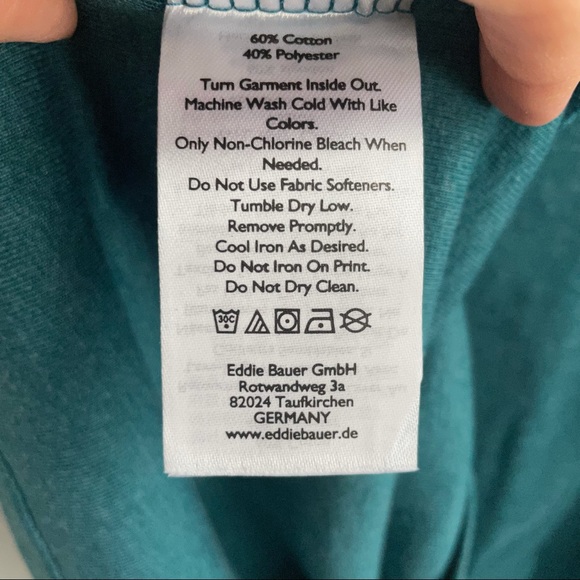 60% Cotton
40% Polyester
Turn Garment Inside Out.
Machine Wash Cold With Like
Colors.
Only Non-Chlorine Bleach When
Needed.
Do Not Use Fabric Softeners.
Tumble Dry Low.
Remove Promptly.
Cool Iron As Desired.
Do Not Iron On Print.
Do Not Dry Clean.
30C
Eddie Bauer GmbH
Rotwandweg 3a
82024 Taufkirchen
GERMANY
www.eddiebauer.de